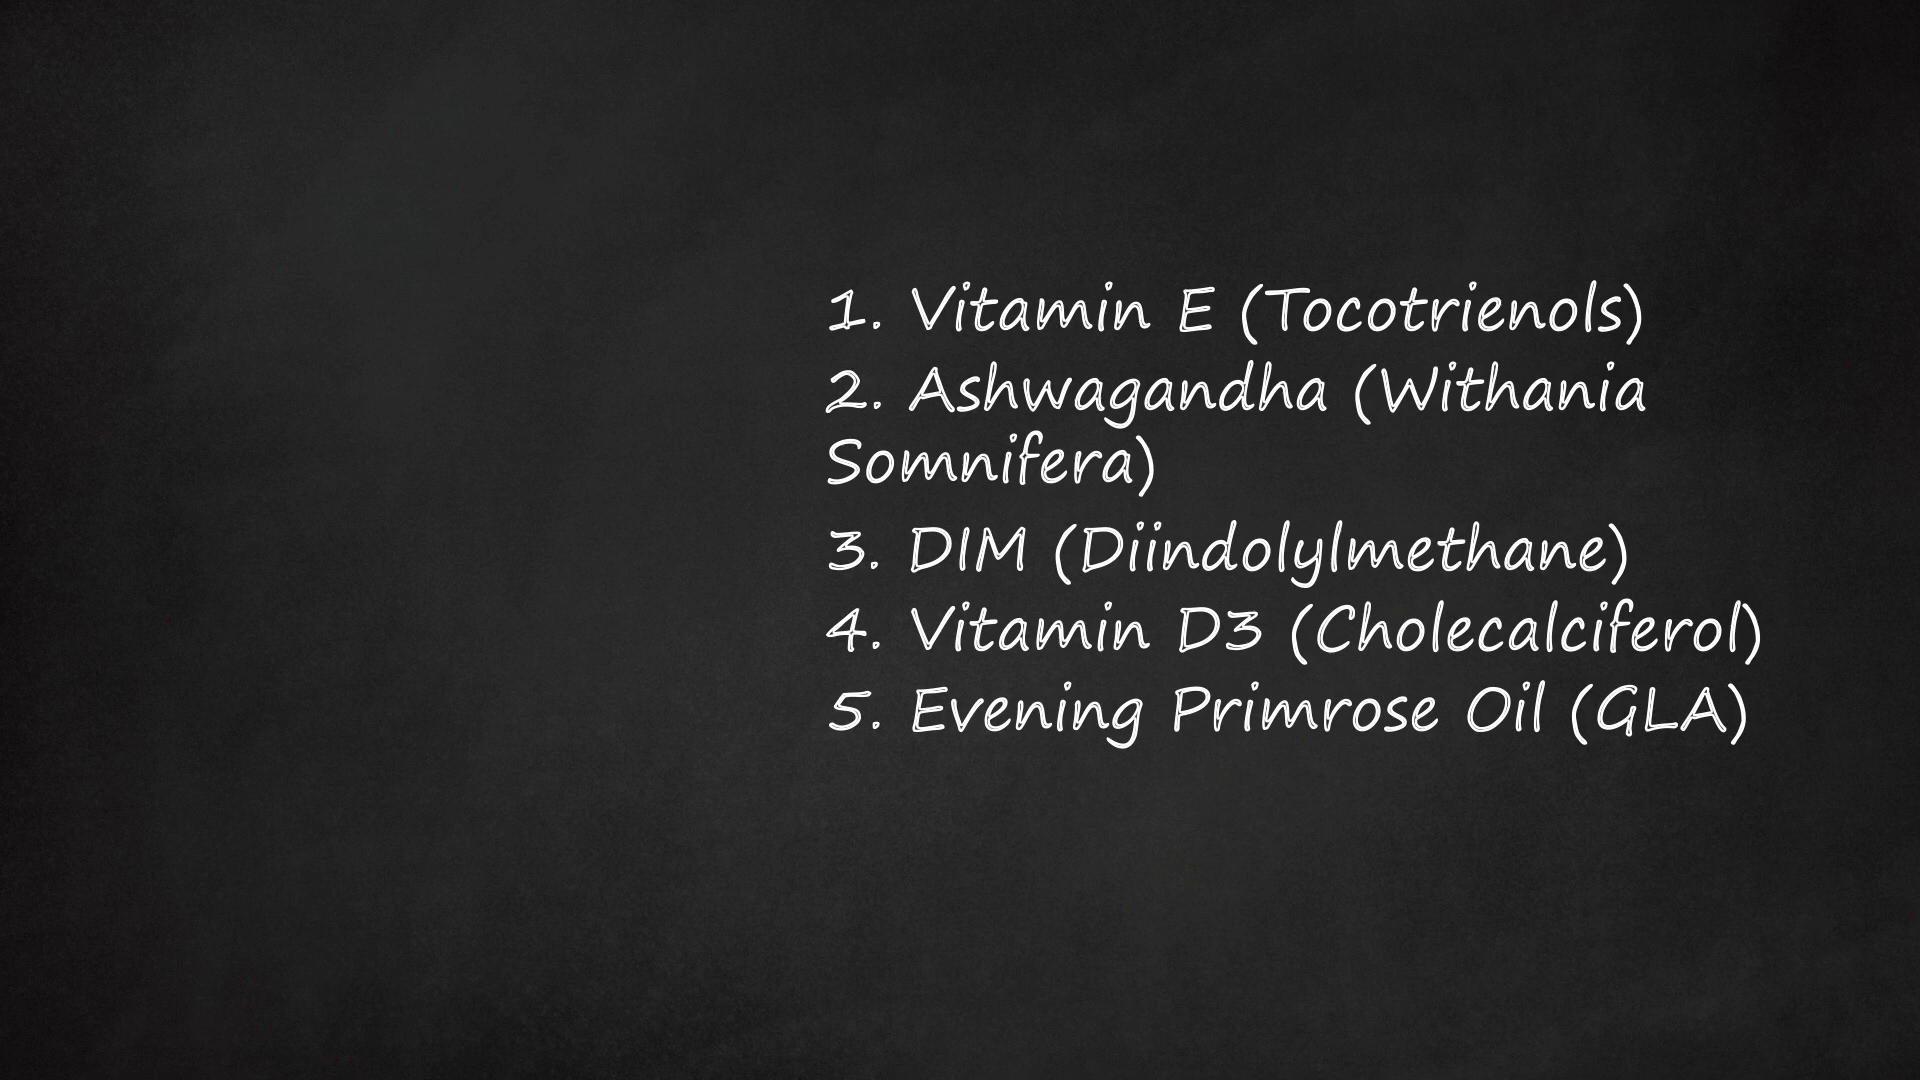 1. Vitamin E (Tocotrienols)
2. Ashwagandha (Withania
Somnifera)
3. DIM (Diindolylmethane)
4. Vitamin D3 (Cholecalciferol)
5. Evening Primrose Oil (GLA)